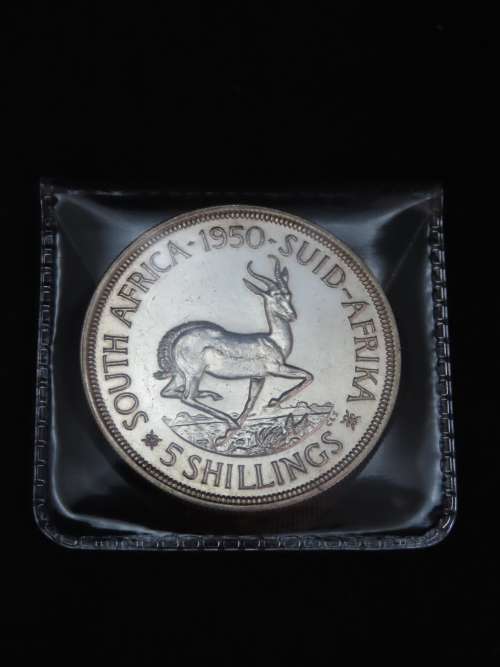 SOUTH AFRICA - 1950 - SUID-AFRIKA
5 SHILLINGS